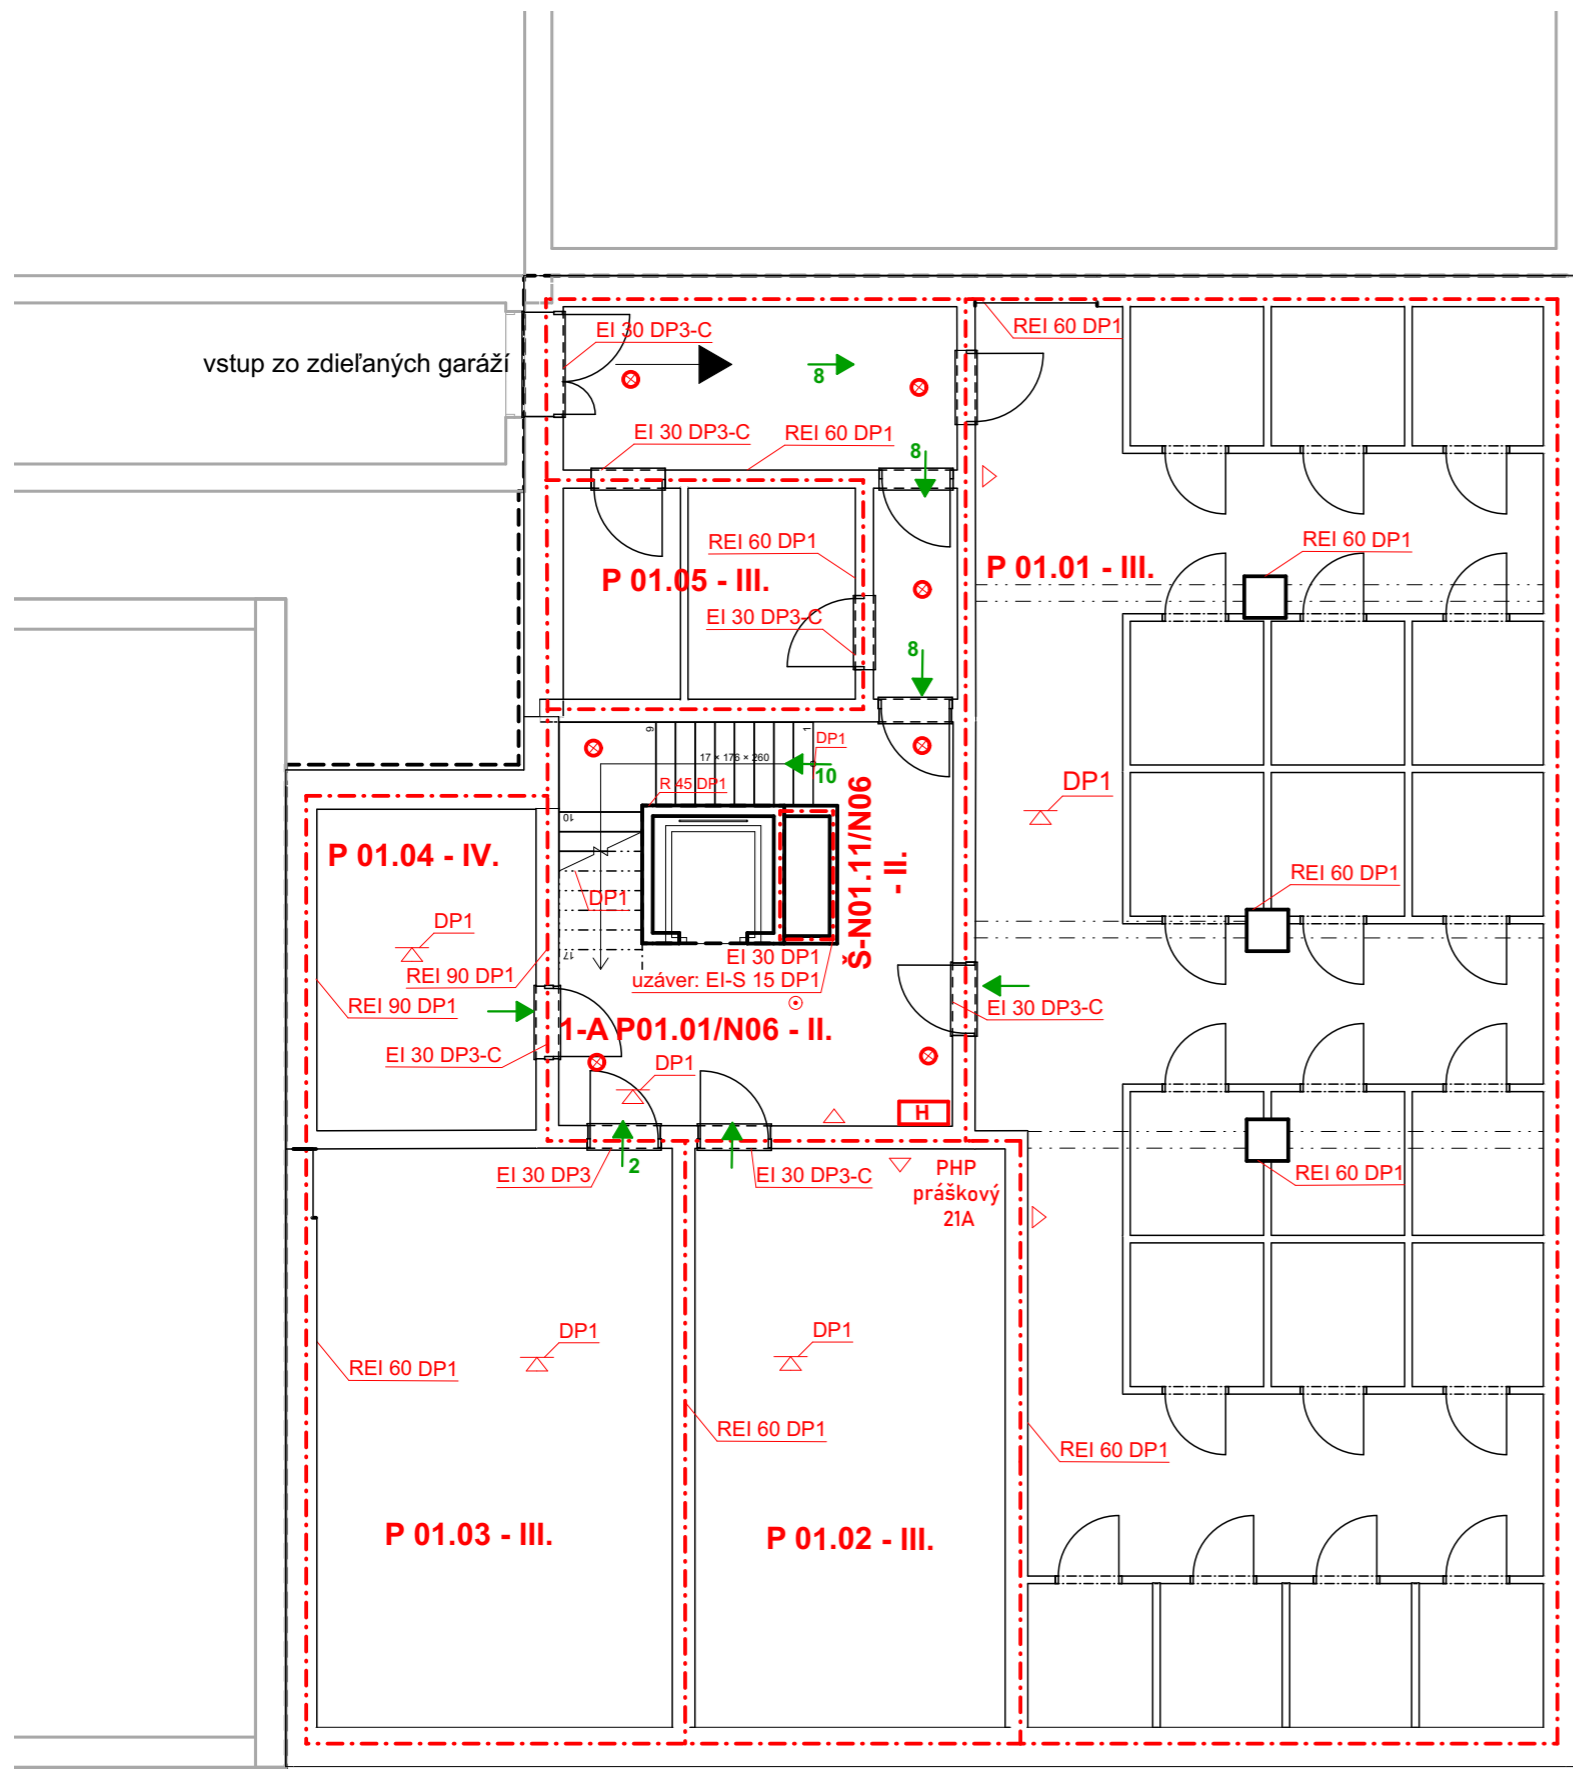 EI 30 DP3-C
REI 60 DP1
vstup zo zdieľaných garáží
8
EI 30 DP3-C
REI 60 DP1
8
REI 60 DP1
REI 60 DP1
P 01.05 - III.
P 01.01 - III.
EI 30 DP3-C
8
9
1
DP1
17 × 176 × 260
10
R 45 DP1
DP1
10
P 01.04 - IV.
Š-N01.11/N06
- II.
REI 60 DP1
DP1
DP1
17
EI 30 DP1
REI 90 DP1
uzáver: EI-S 15 DP1
REI 90 DP1
EI 30 DP3-C
1-A P01.01/N06 - II.
EI 30 DP3-C
DP1
H
2
EI 30 DP3
EI 30 DP3-C
PHP
práškový
21A
REI 60 DP1
DP1
DP1
REI 60 DP1
REI 60 DP1
REI 60 DP1
P 01.03 - III.
P 01.02 - III.